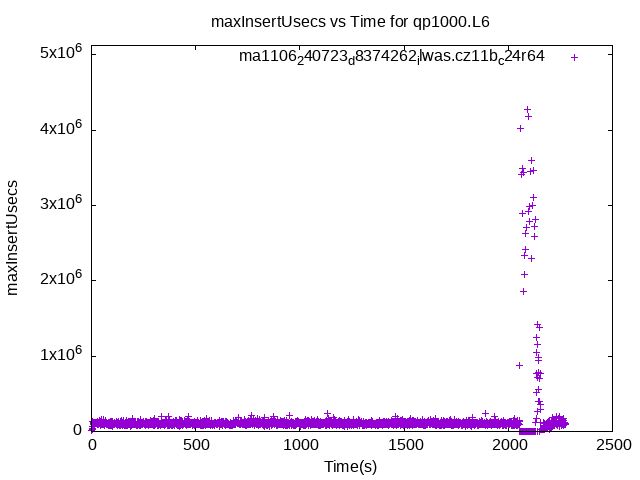 maxInsertUsecs vs Time for qp1000.L6
ma1106240723d8374262ilwas.cz11bc24r64
5x10^6
4x10^6
3x10^6
2x10^6
1x10^6
0
maxInsertUsecs
0 500 1000 1500 2000 2500
Time(s)